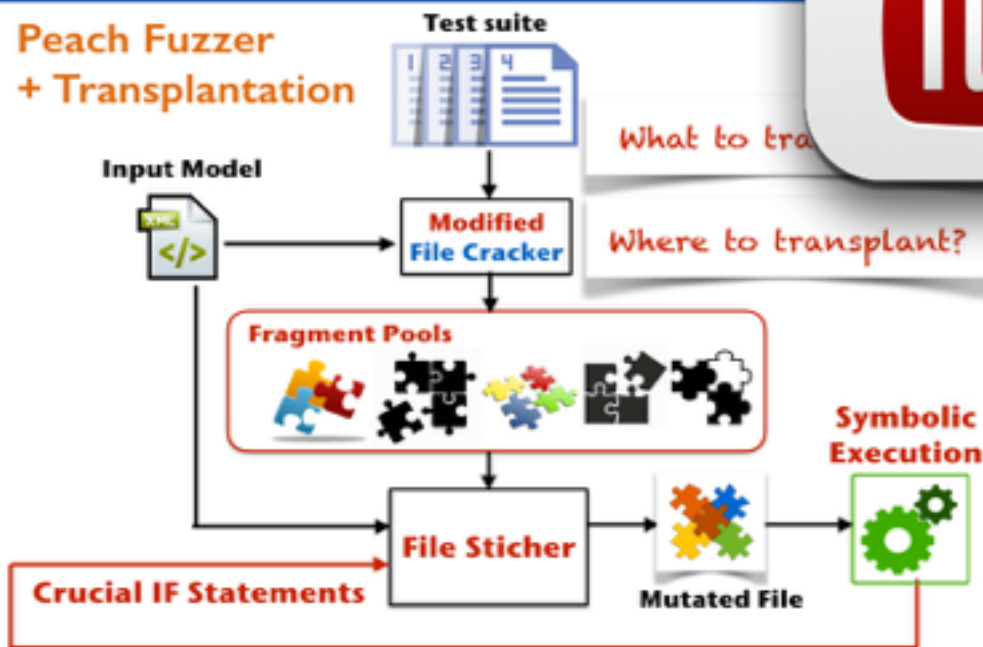 Peach Fuzzer
+ Transplantation
Test suite
1 2 3 4
What to
Input Model
XML
</>
Modified
File Cracker
Where to transplant?
Fragment Pools
Symbolic
Execution
File Sticher
Crucial IF Statements
Mutated File